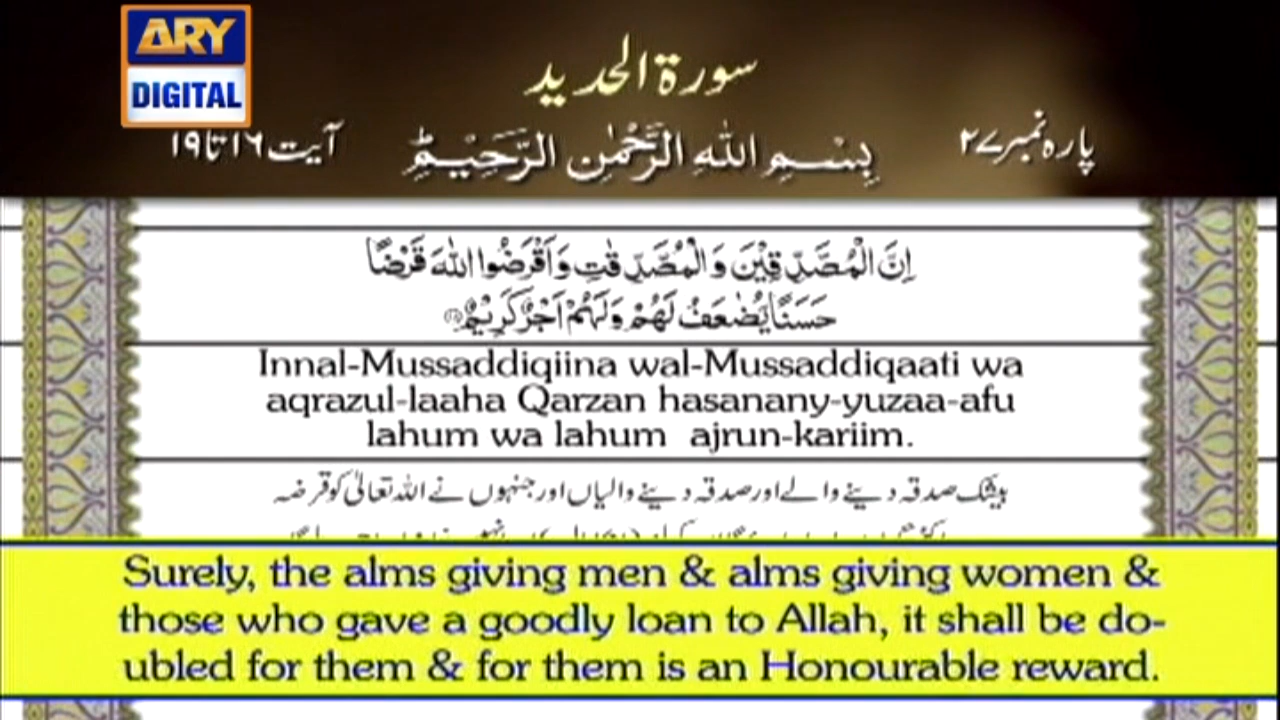 ARY
DIGITAL
سورة الحديد
پارہ نمبر ۲۷
بِسْمِ اللهِ الرَّحْمٰنِ الرَّحِيْمِ
آیت ۱۶ تا ۱۹
اِنَّ الْمُصَّدِّقِيْنَ وَالْمُصَّدِّقٰتِ وَاَقْرَضُوا اللهَ قَرْضًا
حَسَنًا يُّضٰعَفُ لَهُمْ وَلَهُمْ اَجْرٌ كَرِيْمٌ
Innal-Mussaddiqiina wal-Mussaddiqaati wa
aqrazul-laaha Qarzan hasanany-yuzaa-afu
lahum wa lahum ajrun-kariim.
بیشک صدقہ دینے والے اور صدقہ دینے والیاں اور جنہوں نے اللہ تعالیٰ کو قرضہ
Surely, the alms giving men & alms giving women &
those who gave a goodly loan to Allah, it shall be do-
ubled for them & for them is an Honourable reward.